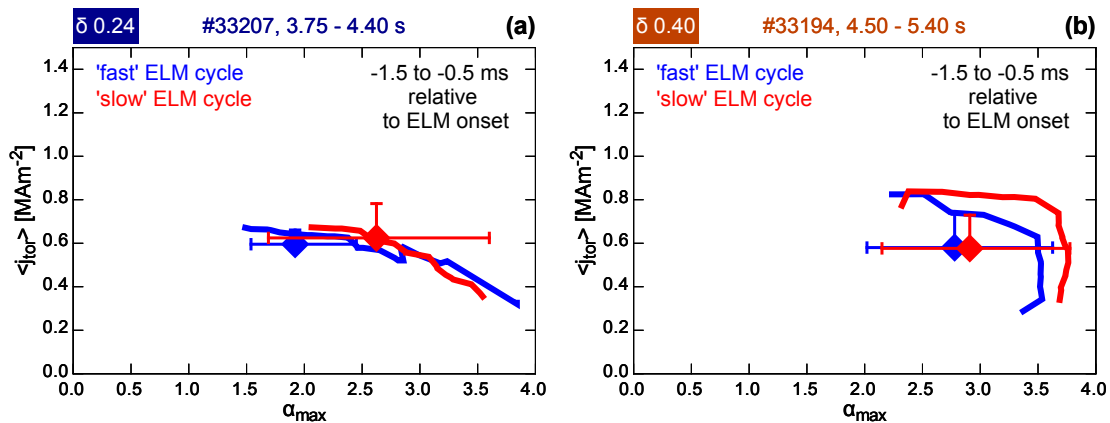 δ 0.24
#33207, 3.75 - 4.40 s
(a)
'fast' ELM cycle
'slow' ELM cycle
-1.5 to -0.5 ms
relative
to ELM onset
<jtor> [MAm-2]
1.4
1.2
1.0
0.8
0.6
0.4
0.2
0.0
0.0 0.5 1.0 1.5 2.0 2.5 3.0 3.5 4.0
αmax
δ 0.40
#33194, 4.50 - 5.40 s
(b)
'fast' ELM cycle
'slow' ELM cycle
-1.5 to -0.5 ms
relative
to ELM onset
<jtor> [MAm-2]
1.4
1.2
1.0
0.8
0.6
0.4
0.2
0.0
0.0 0.5 1.0 1.5 2.0 2.5 3.0 3.5 4.0
αmax